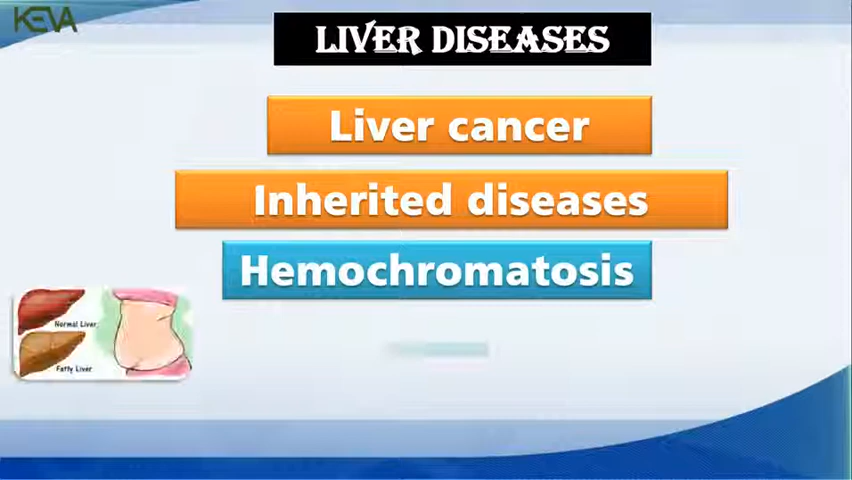 KEVA
LIVER DISEASES
Liver cancer
Inherited diseases
Hemochromatosis
Normal Liver
Fatty Liver